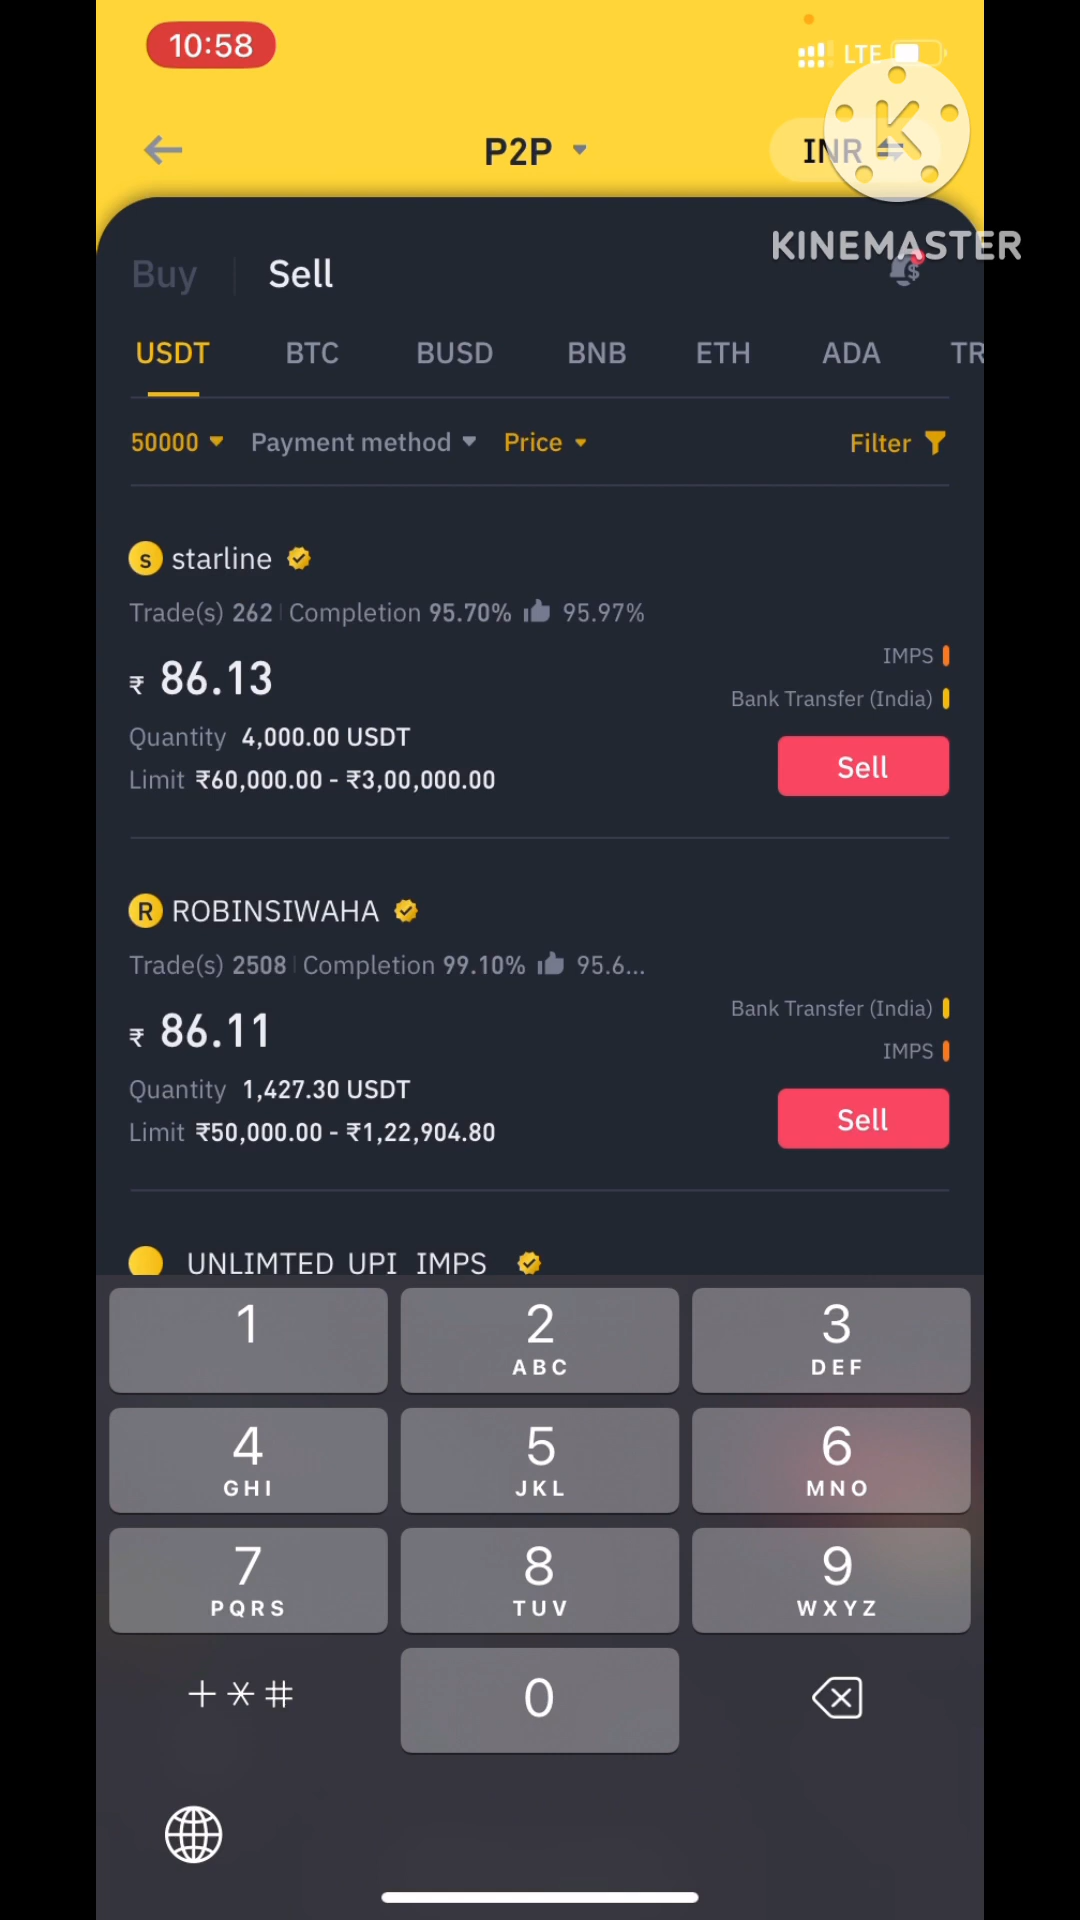 10:58
LTE
P2P
INR
K
KINEMASTER
Buy
Sell
USDT BTC BUSD BNB ETH ADA TR
50000 Payment method Price Filter
s starline
Trade(s) 262 Completion 95.70% 95.97%
IMPS
₹ 86.13
Bank Transfer (India)
Quantity 4,000.00 USDT
Limit ₹60,000.00 - ₹3,00,000.00
Sell
R ROBINSIWAHA
Trade(s) 2508 Completion 99.10% 95.6...
Bank Transfer (India)
₹ 86.11
IMPS
Quantity 1,427.30 USDT
Limit ₹50,000.00 - ₹1,22,904.80
Sell
UNLIMTED UPI IMPS
1 2 3
ABC DEF
4 5 6
GHI JKL MNO
7 8 9
PQRS TUV WXYZ
+*# 0